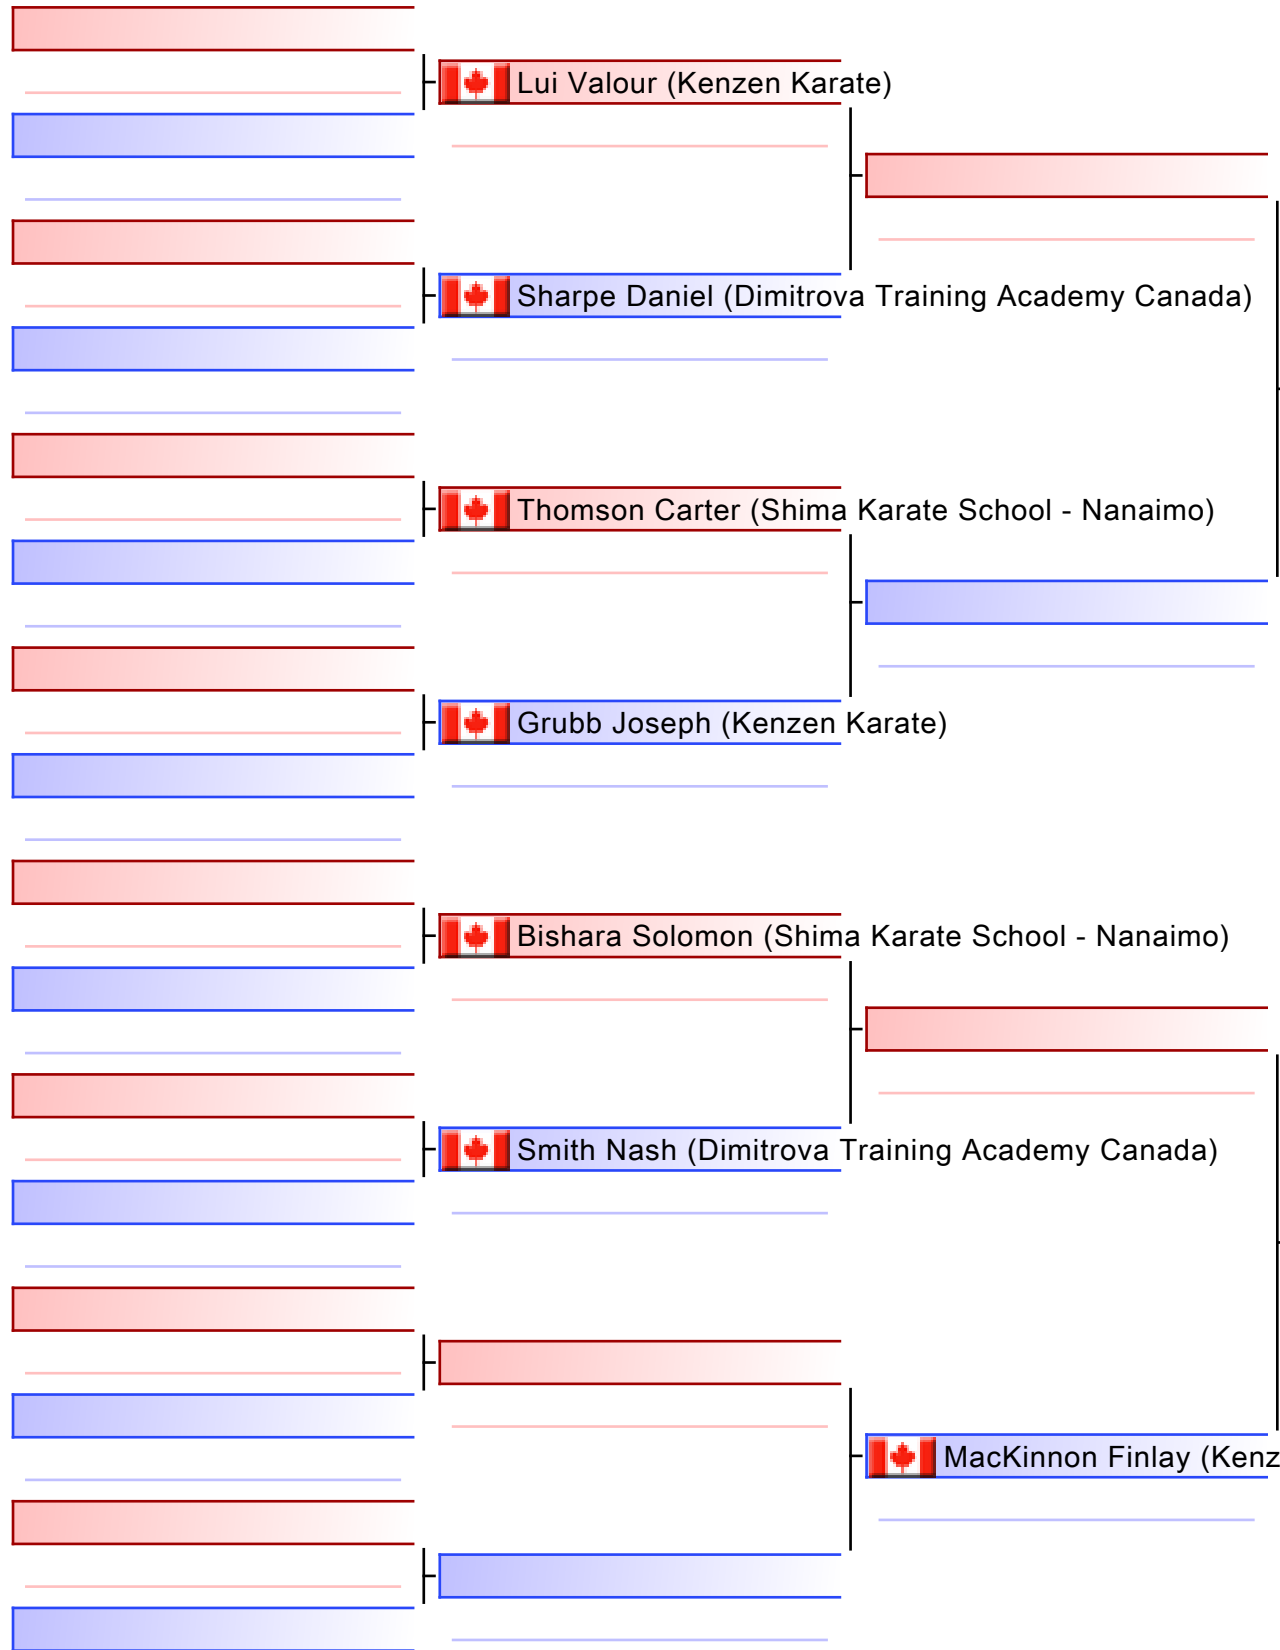 Lui Valour (Kenzen Karate)
Sharpe Daniel (Dimitrova Training Academy Canada)
Thomson Carter (Shima Karate School - Nanaimo)
Grubb Joseph (Kenzen Karate)
Bishara Solomon (Shima Karate School - Nanaimo)
Smith Nash (Dimitrova Training Academy Canada)
MacKinnon Finlay (Kenz